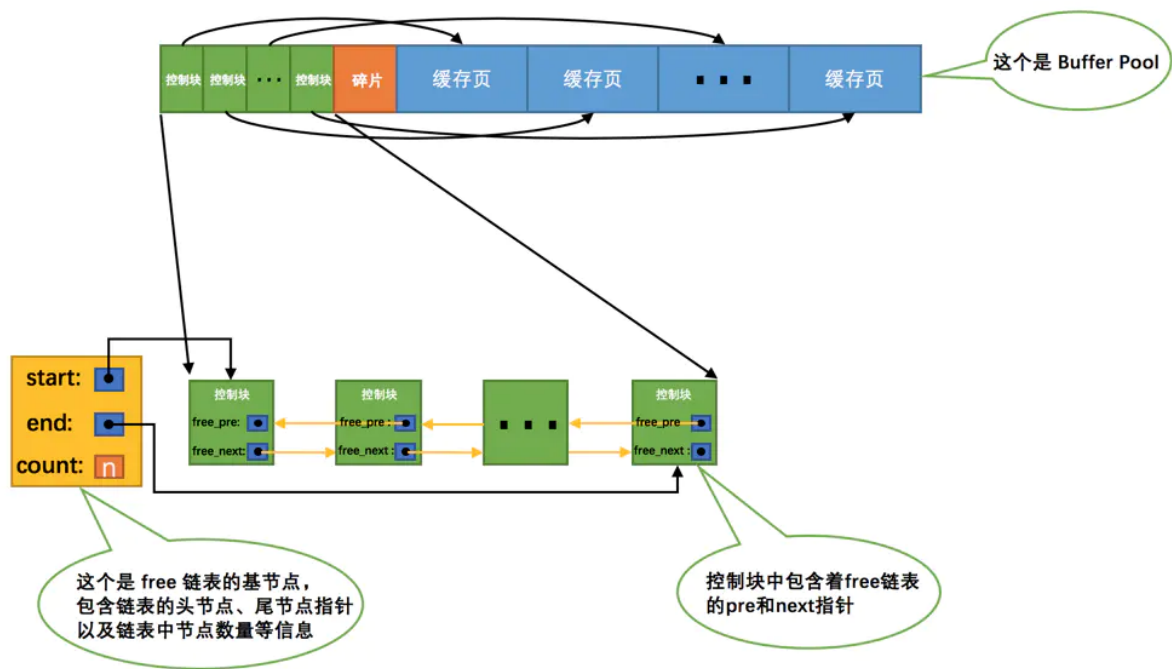 控制块 控制块 ··· 控制块 碎片 缓存页 缓存页 ··· 缓存页
这个是 Buffer Pool
start:
end:
count: n
控制块
free_pre:
free_next:
控制块
free_pre :
free_next :
···
控制块
free_pre
free_next :
这个是 free 链表的基节点，
包含链表的头节点、尾节点指针
以及链表中节点数量等信息
控制块中包含着free链表
的pre和next指针